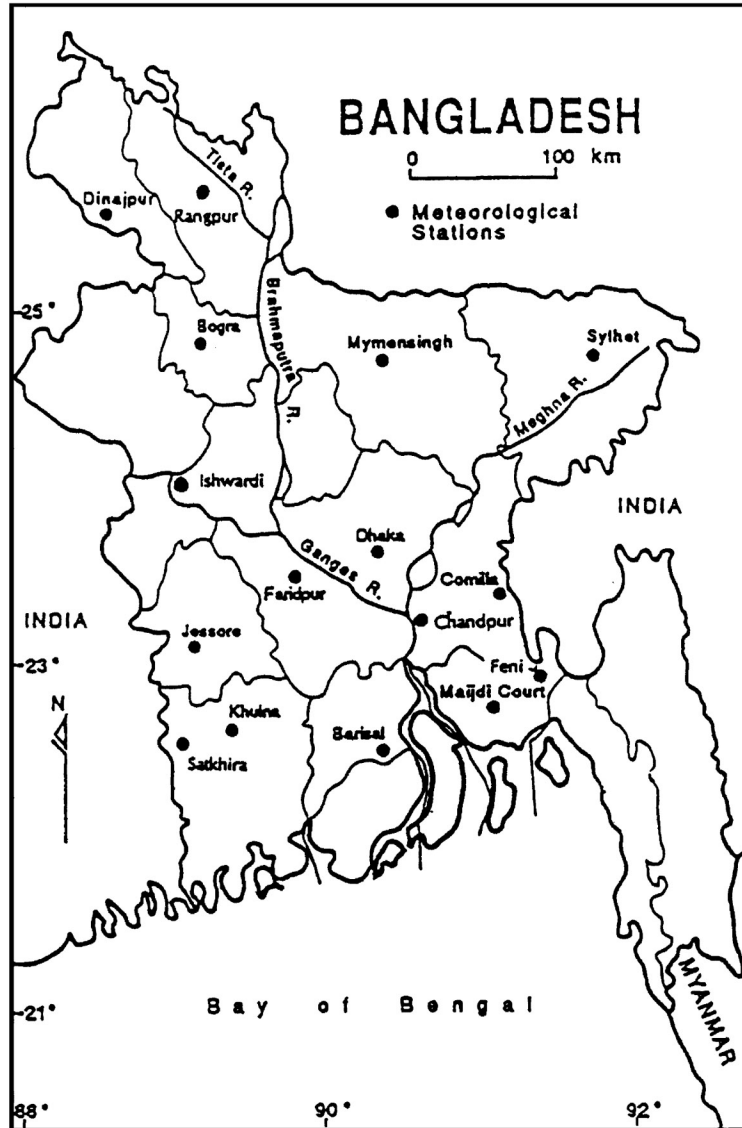 BANGLADESH
0 100 km
Meteorological
Stations
Tista R.
Dinajpur
Rangpur
25°
Brahmaputra
R.
Bogra
Mymensingh
Sylhet
Meghna R.
Ishwardi
INDIA
Dhaka
Ganges R.
Faridpur
Comilla
INDIA
Chandpur
Jessore
23°
Feni
Maijdi Court
N
Khulna
Barisal
Satkhira
MYANMAR
21°
Bay of Bengal
88°
90°
92°